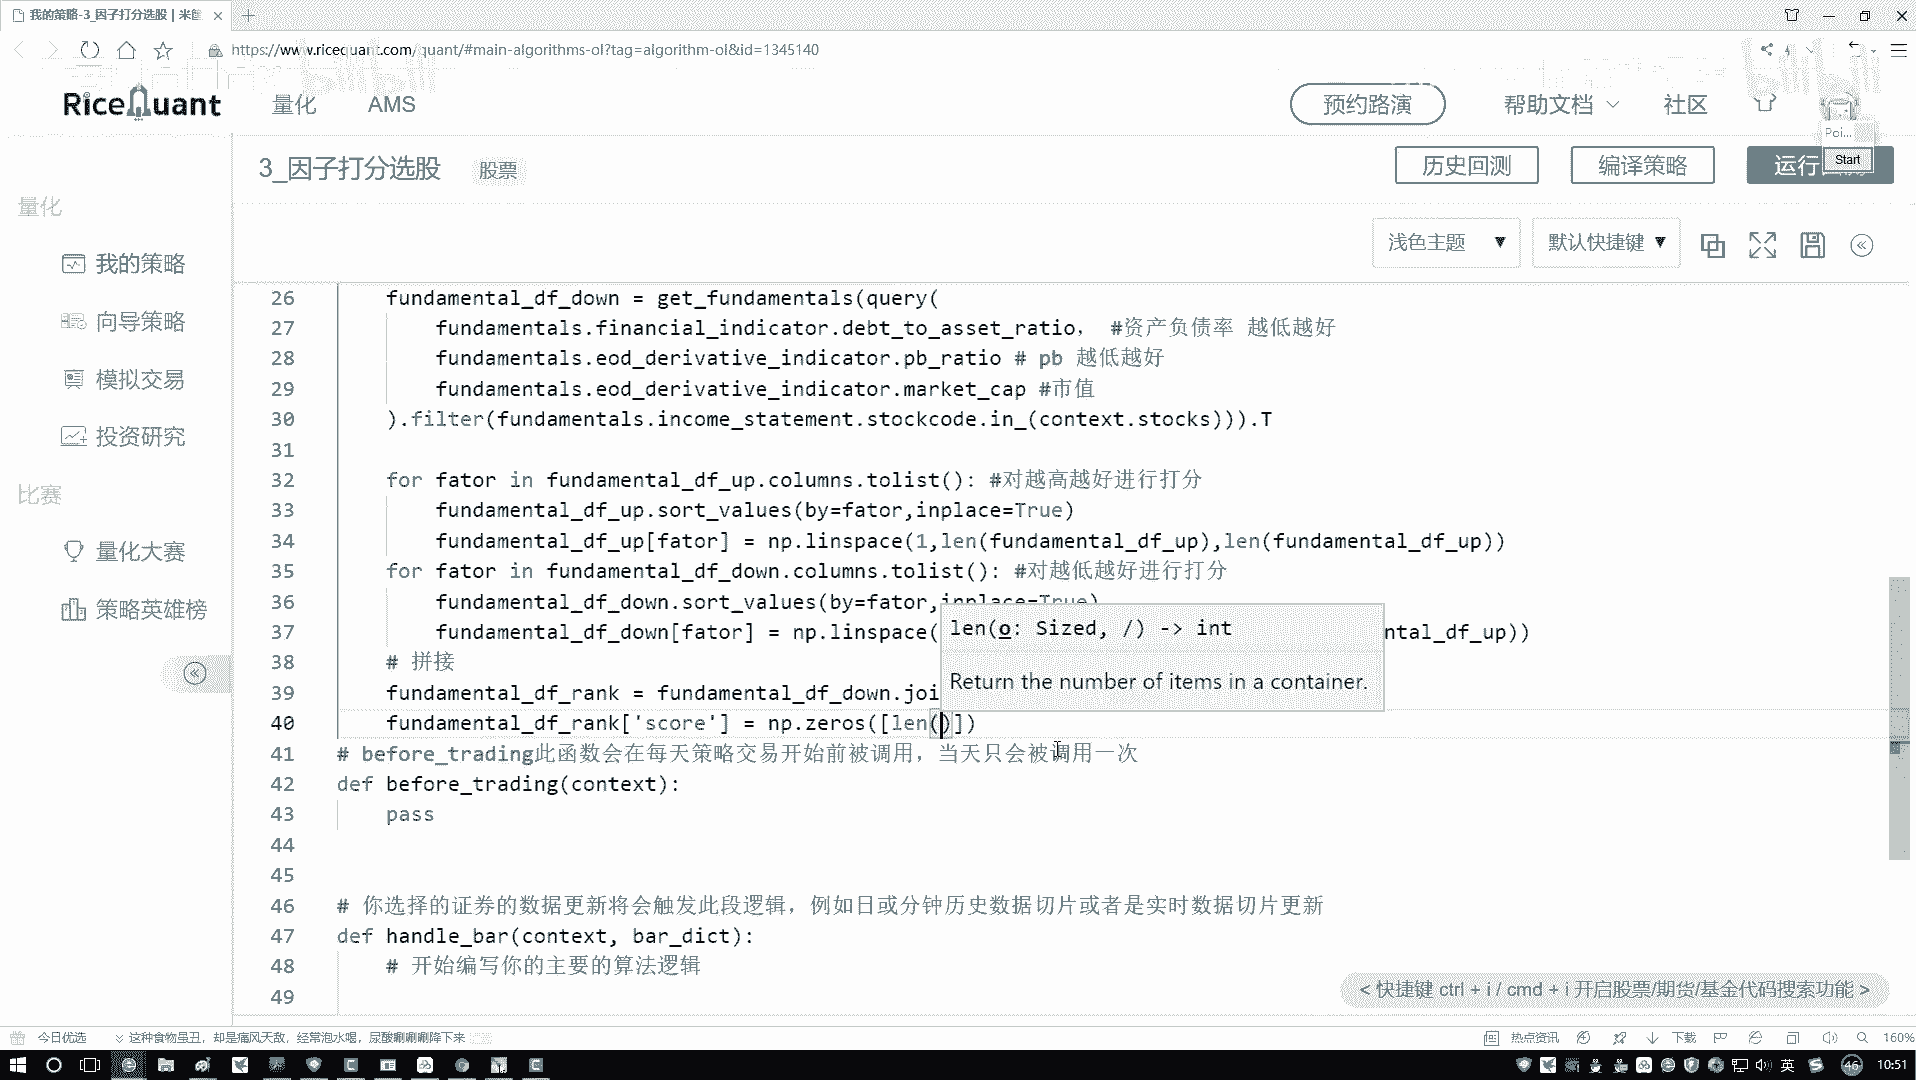 我的策略-3_因子打分选股 | 米筐
https://www.ricequant.com/quant/#main-algorithms-ol?tag=algorithm-ol&id=1345140
bilibili
RiceQuant
量化
AMS
预约路演
帮助文档
社区
Poi...
Start
3_因子打分选股
股票
历史回测
编译策略
运行
浅色主题 ▼
默认快捷键 ▼
量化
我的策略
向导策略
模拟交易
投资研究
比赛
量化大赛
策略英雄榜
26 fundamental_df_down = get_fundamentals(query(
27 fundamentals.financial_indicator.debt_to_asset_ratio, #资产负债率 越低越好
28 fundamentals.eod_derivative_indicator.pb_ratio # pb 越低越好
29 fundamentals.eod_derivative_indicator.market_cap #市值
30 ).filter(fundamentals.income_statement.stockcode.in_(context.stocks))).T
31
32 for fator in fundamental_df_up.columns.tolist(): #对越高越好进行打分
33 fundamental_df_up.sort_values(by=fator,inplace=True)
34 fundamental_df_up[fator] = np.linspace(1,len(fundamental_df_up),len(fundamental_df_up))
35 for fator in fundamental_df_down.columns.tolist(): #对越低越好进行打分
36 fundamental_df_down.sort_values(by=fator,inplace=True)
37 fundamental_df_down[fator] = np.linspace( ntal_df_up))
len(o: Sized, /) -> int
Return the number of items in a container.
38 # 拼接
39 fundamental_df_rank = fundamental_df_down.joi
40 fundamental_df_rank['score'] = np.zeros([len()])
41 # before_trading此函数会在每天策略交易开始前被调用，当天只会被调用一次
42 def before_trading(context):
43 pass
44
45
46 # 你选择的证券的数据更新将会触发此段逻辑，例如日或分钟历史数据切片或者是实时数据切片更新
47 def handle_bar(context, bar_dict):
48 # 开始编写你的主要的算法逻辑
49
< 快捷键 ctrl + i / cmd + i 开启股票/期货/基金代码搜索功能 >
今日优选
这种食物虽丑，却是痛风天敌，经常泡水喝，尿酸唰唰唰降下来
热点资讯
下载
160%
英
46
10:51